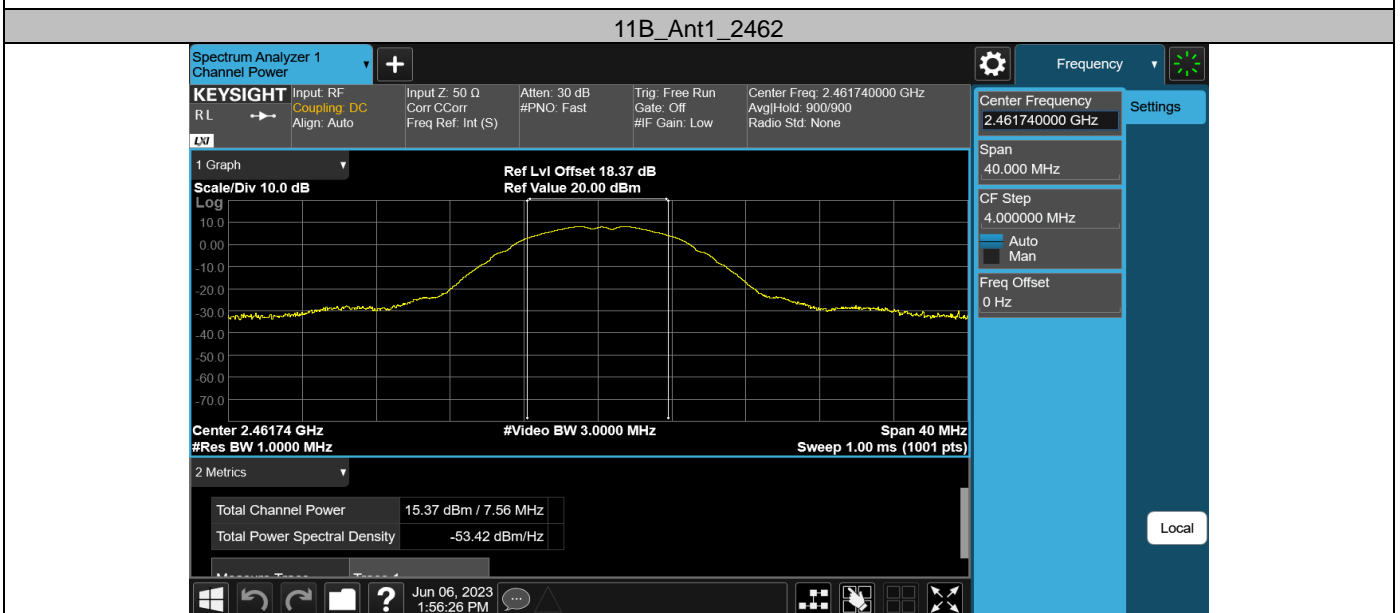 11B_Ant1_2462
Spectrum Analyzer 1
Channel Power
+
Frequency
KEYSIGHT
RL
LXI
Input: RF
Coupling: DC
Align: Auto
Input Z: 50 Ω
Corr CCorr
Freq Ref: Int (S)
Atten: 30 dB
#PNO: Fast
Trig: Free Run
Gate: Off
#IF Gain: Low
Center Freq: 2.461740000 GHz
Avg|Hold: 900/900
Radio Std: None
Center Frequency
2.461740000 GHz
Settings
Span
40.000 MHz
CF Step
4.000000 MHz
Auto
Man
Freq Offset
0 Hz
1 Graph
Scale/Div 10.0 dB
Ref Lvl Offset 18.37 dB
Ref Value 20.00 dBm
Log
10.0
0.00
-10.0
-20.0
-30.0
-40.0
-50.0
-60.0
-70.0
Center 2.46174 GHz
#Video BW 3.0000 MHz
Span 40 MHz
#Res BW 1.0000 MHz
Sweep 1.00 ms (1001 pts)
2 Metrics
Total Channel Power 15.37 dBm / 7.56 MHz
Total Power Spectral Density -53.42 dBm/Hz
Local
?
Jun 06, 2023
1:56:26 PM